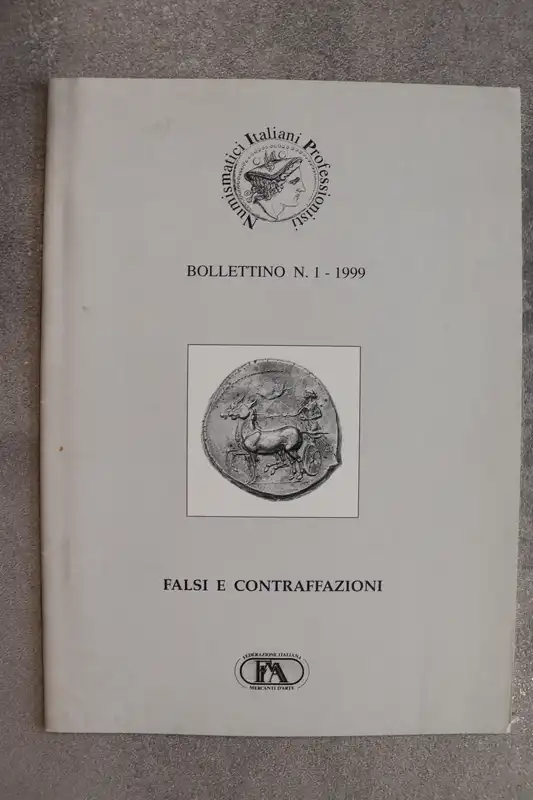 Numismatici Italiani Professionisti
BOLLETTINO N. 1 - 1999
FALSI E CONTRAFFAZIONI
FEDERAZIONE ITALIANA
FIMA
MERCANTI D'ARTE